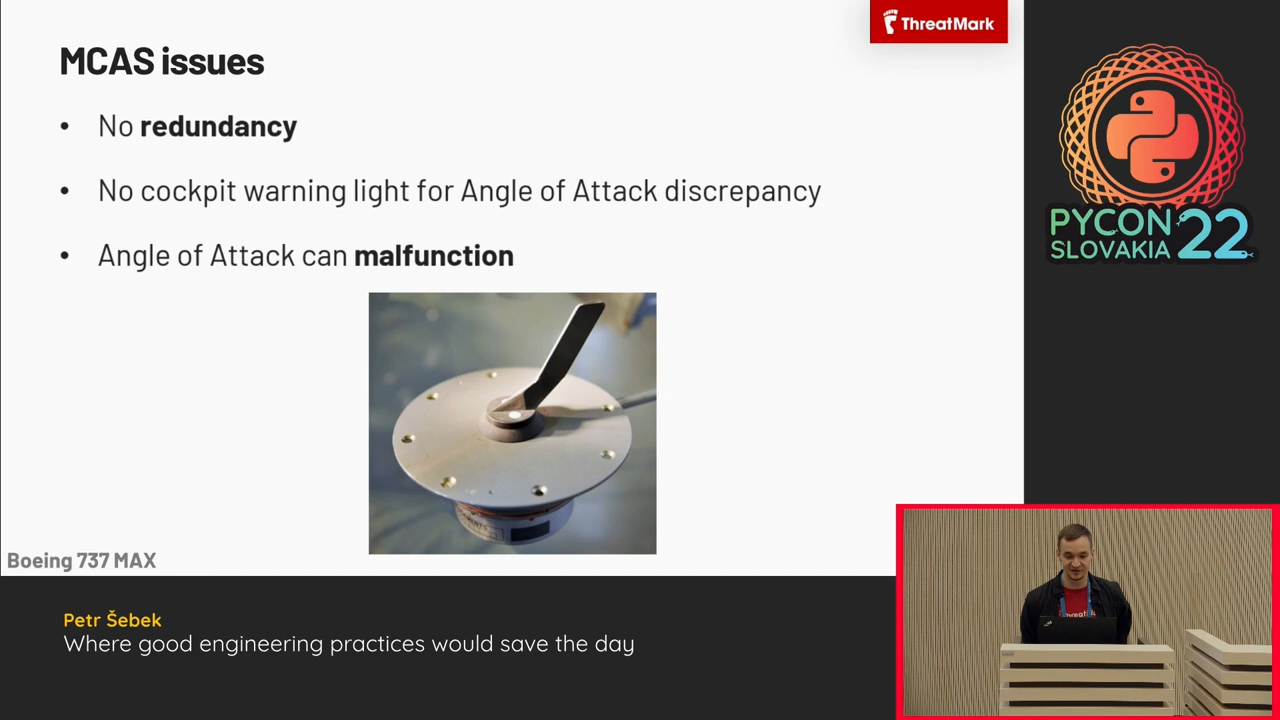 ThreatMark
MCAS issues
• No redundancy
• No cockpit warning light for Angle of Attack discrepancy
• Angle of Attack can malfunction
Boeing 737 MAX
PYCON
SLOVAKIA
22
Petr Šebek
Where good engineering practices would save the day